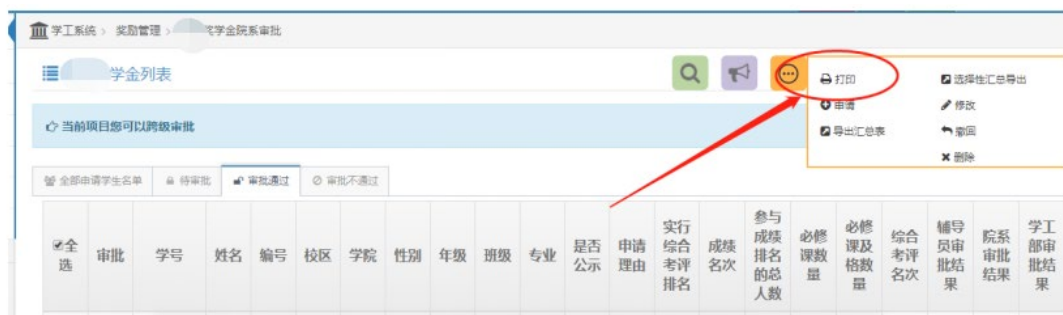 学工系统 > 奖励管理 > 奖学金院系审批
学金列表
打印
选择性汇总导出
申请
修改
导出汇总表
撤回
删除
当前项目您可以跨级审批
全部申请学生名单 待审批 审批通过 审批不通过
全选 审批 学号 姓名 编号 校区 学院 性别 年级 班级 专业 是否公示 申请理由 实行综合考评排名 成绩名次 参与成绩排名的总人数 必修课数量 必修课及格数量 综合考评名次 辅导员审批结果 院系审批结果 学工部审批结果